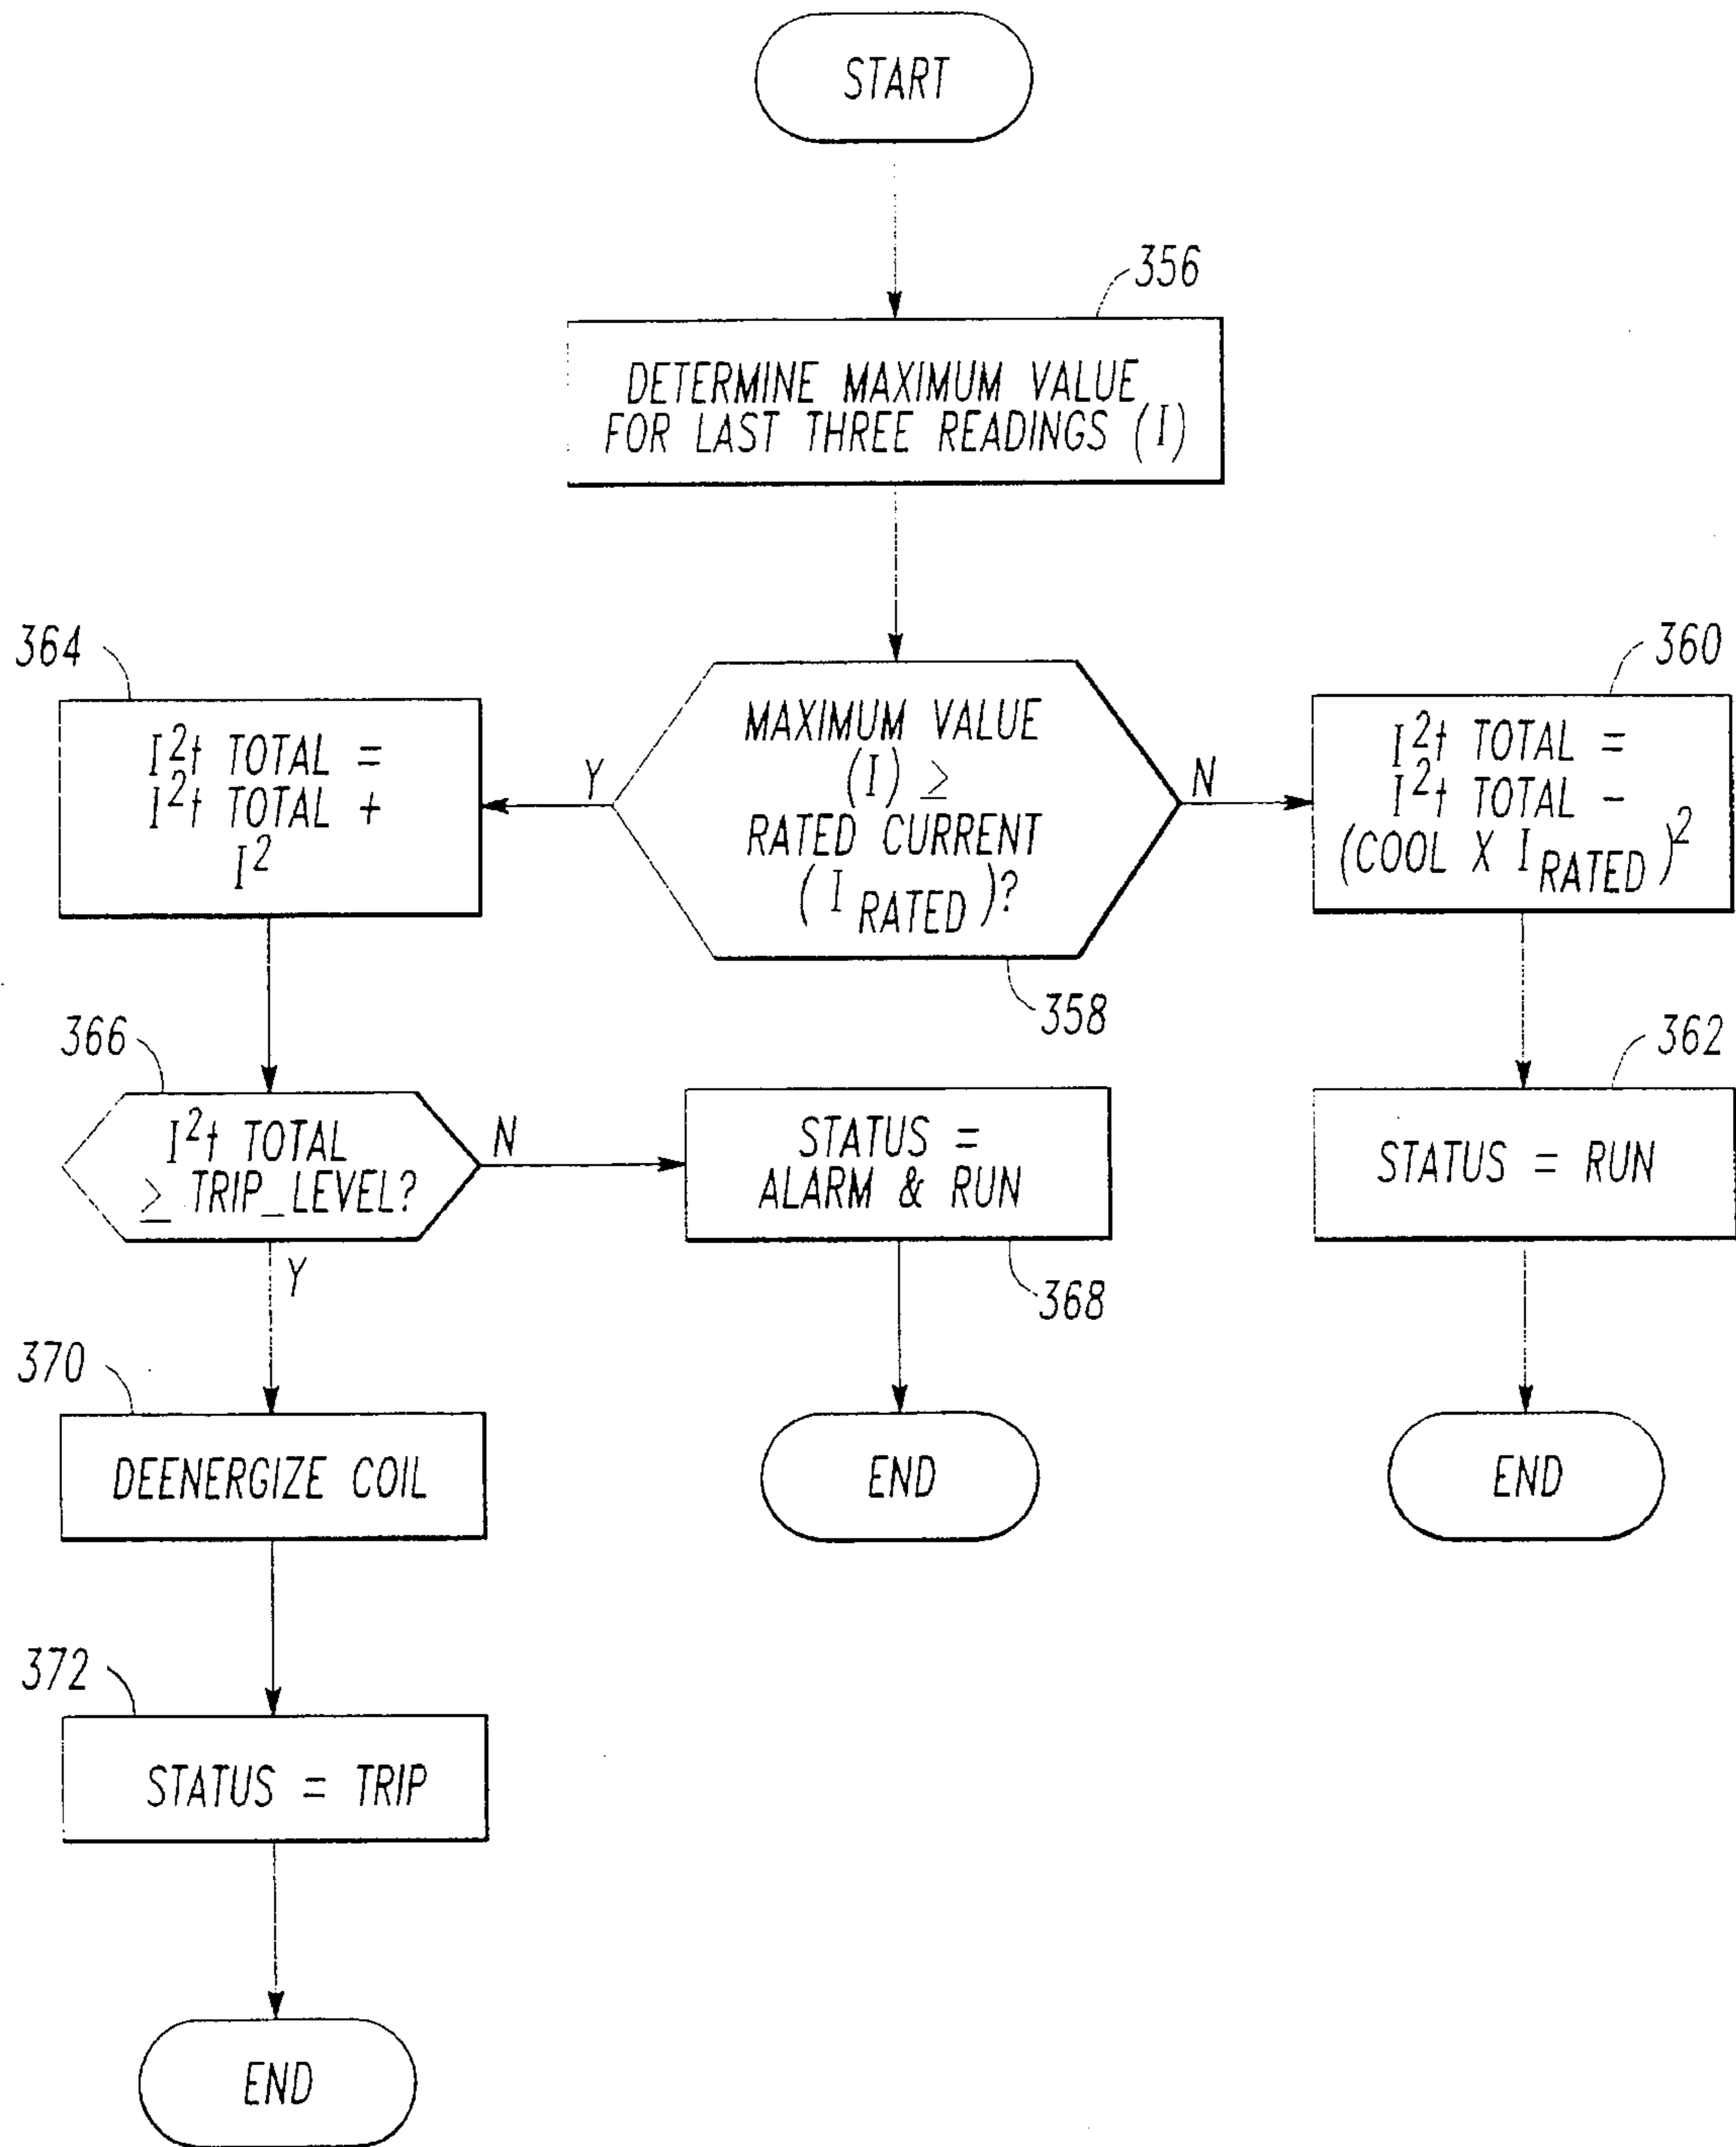 START
356
DETERMINE MAXIMUM VALUE
FOR LAST THREE READINGS (I)
364
I²t TOTAL =
I²t TOTAL +
I²
Y
MAXIMUM VALUE
(I) ≥
RATED CURRENT
(I RATED)?
358
N
360
I²t TOTAL =
I²t TOTAL –
(COOL X I RATED)²
366
I²t TOTAL
≥ TRIP_LEVEL?
N
STATUS =
ALARM & RUN
368
362
STATUS = RUN
Y
370
DEENERGIZE COIL
END
END
372
STATUS = TRIP
END